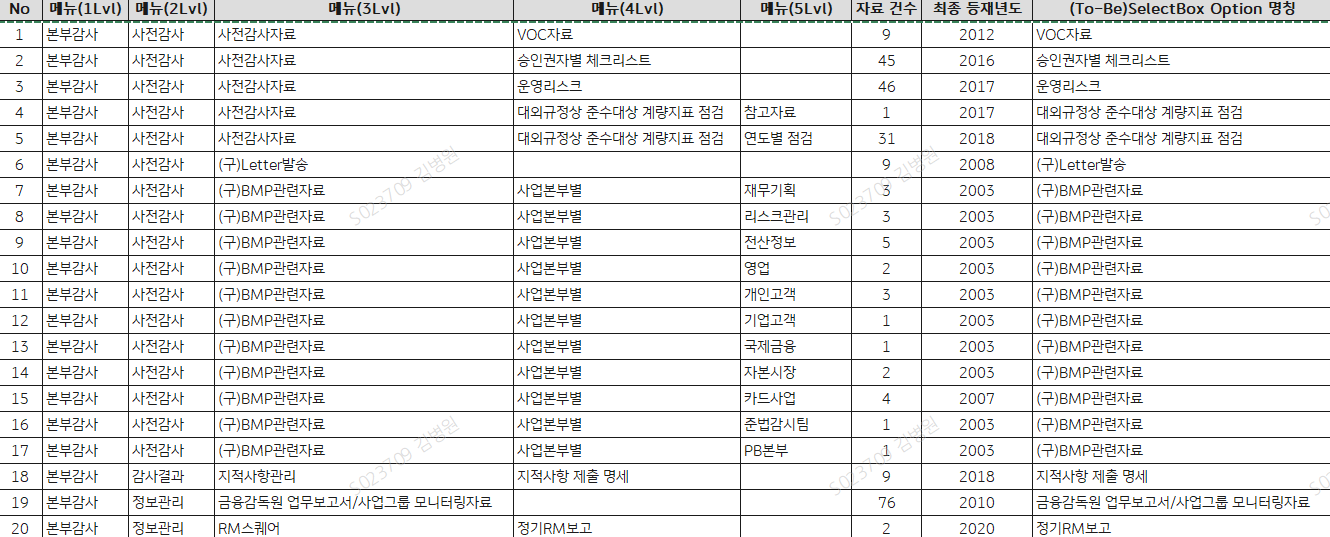 No 메뉴(1Lvl) 메뉴(2Lvl) 메뉴(3Lvl) 메뉴(4Lvl) 메뉴(5Lvl) 자료 건수 최종 등재년도 (To-Be)SelectBox Option 명칭
1 본부감사 사전감사 사전감사자료 VOC자료 9 2012 VOC자료
2 본부감사 사전감사 사전감사자료 승인권자별 체크리스트 45 2016 승인권자별 체크리스트
3 본부감사 사전감사 사전감사자료 운영리스크 46 2017 운영리스크
4 본부감사 사전감사 사전감사자료 대외규정상 준수대상 계량지표 점검 참고자료 1 2017 대외규정상 준수대상 계량지표 점검
5 본부감사 사전감사 사전감사자료 대외규정상 준수대상 계량지표 점검 연도별 점검 31 2018 대외규정상 준수대상 계량지표 점검
6 본부감사 사전감사 (구)Letter발송 9 2008 (구)Letter발송
7 본부감사 사전감사 (구)BMP관련자료 사업본부별 재무기획 3 2003 (구)BMP관련자료
8 본부감사 사전감사 (구)BMP관련자료 사업본부별 리스크관리 3 2003 (구)BMP관련자료
9 본부감사 사전감사 (구)BMP관련자료 사업본부별 전산정보 5 2003 (구)BMP관련자료
10 본부감사 사전감사 (구)BMP관련자료 사업본부별 영업 2 2003 (구)BMP관련자료
11 본부감사 사전감사 (구)BMP관련자료 사업본부별 개인고객 3 2003 (구)BMP관련자료
12 본부감사 사전감사 (구)BMP관련자료 사업본부별 기업고객 1 2003 (구)BMP관련자료
13 본부감사 사전감사 (구)BMP관련자료 사업본부별 국제금융 1 2003 (구)BMP관련자료
14 본부감사 사전감사 (구)BMP관련자료 사업본부별 자본시장 2 2003 (구)BMP관련자료
15 본부감사 사전감사 (구)BMP관련자료 사업본부별 카드사업 4 2007 (구)BMP관련자료
16 본부감사 사전감사 (구)BMP관련자료 사업본부별 준법감시팀 1 2003 (구)BMP관련자료
17 본부감사 사전감사 (구)BMP관련자료 사업본부별 PB본부 1 2003 (구)BMP관련자료
18 본부감사 감사결과 지적사항관리 지적사항 제출 명세 9 2018 지적사항 제출 명세
19 본부감사 정보관리 금융감독원 업무보고서/사업그룹 모니터링자료 76 2010 금융감독원 업무보고서/사업그룹 모니터링자료
20 본부감사 정보관리 RM스퀘어 정기RM보고 2 2020 정기RM보고
S023709 김병원
S023709 김병원
S023709 김병원
S023709 김병원